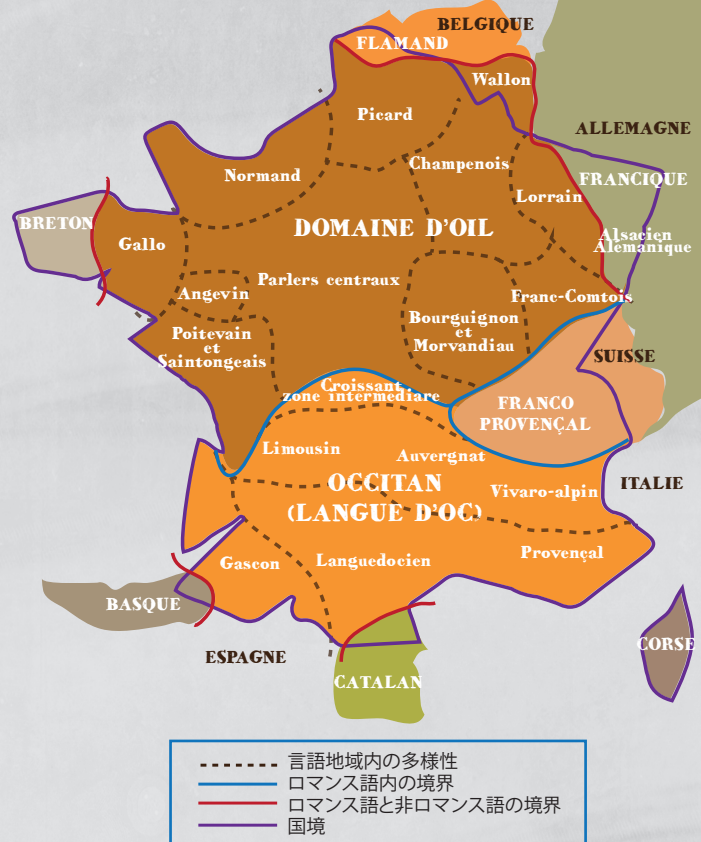 BELGIQUE
FLAMAND
Wallon
Picard
ALLEMAGNE
Champenois
Normand
FRANCIQUE
Lorrain
BRETON
DOMAINE D'OIL
Gallo
Alsacien
Alemanique
Parlers centraux
Angevin
Franc-Comtois
Bourguignon
et
Morvandiau
Poitevain
et
Saintongeais
SUISSE
Croissant
zone intermediare
FRANCO
PROVENÇAL
Limousin
Auvergnat
OCCITAN
(LANGUE D'OC)
Vivaro-alpin
ITALIE
Provençal
Gascon
Languedocien
BASQUE
CORSE
ESPAGNE
CATALAN
言語地域内の多様性
ロマンス語内の境界
ロマンス語と非ロマンス語の境界
国境